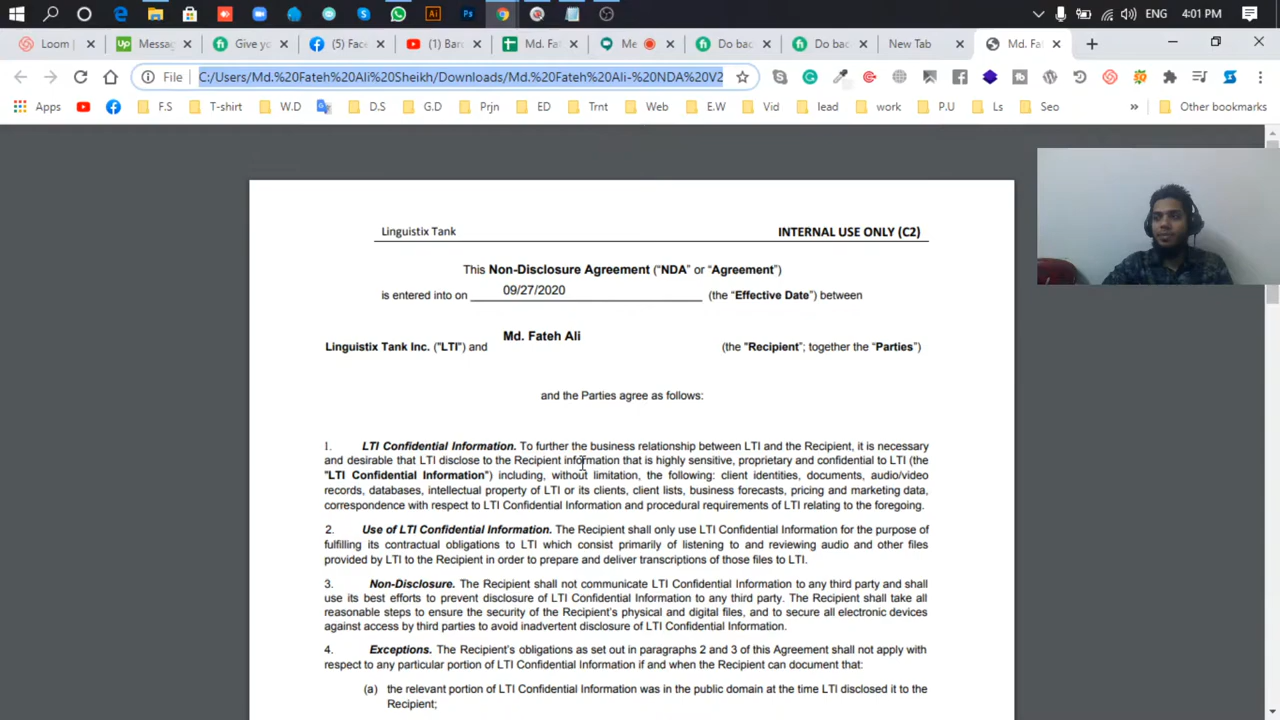 ENG
4:01 PM
Loom |
Messag
Give yo
(5) Face
(1) Bard
Md. Fat
Me
Do bac
Do bac
New Tab
Md. Fat
File
C:/Users/Md.%20Fateh%20Ali%20Sheikh/Downloads/Md.%20Fateh%20Ali-%20NDA%20V2
Apps
F.S
T-shirt
W.D
D.S
G.D
Prjn
ED
Trnt
Web
E.W
Vid
lead
work
P.U
Ls
Seo
Other bookmarks
Linguistix Tank
INTERNAL USE ONLY (C2)
This Non-Disclosure Agreement (“NDA” or “Agreement”)
is entered into on 09/27/2020 (the “Effective Date”) between
Md. Fateh Ali
Linguistix Tank Inc. ("LTI") and (the "Recipient”; together the “Parties”)
and the Parties agree as follows:
1. LTI Confidential Information. To further the business relationship between LTI and the Recipient, it is necessary
and desirable that LTI disclose to the Recipient information that is highly sensitive, proprietary and confidential to LTI (the
"LTI Confidential Information") including, without limitation, the following: client identities, documents, audio/video
records, databases, intellectual property of LTI or its clients, client lists, business forecasts, pricing and marketing data,
correspondence with respect to LTI Confidential Information and procedural requirements of LTI relating to the foregoing.
2. Use of LTI Confidential Information. The Recipient shall only use LTI Confidential Information for the purpose of
fulfilling its contractual obligations to LTI which consist primarily of listening to and reviewing audio and other files
provided by LTI to the Recipient in order to prepare and deliver transcriptions of those files to LTI.
3. Non-Disclosure. The Recipient shall not communicate LTI Confidential Information to any third party and shall
use its best efforts to prevent disclosure of LTI Confidential Information to any third party. The Recipient shall take all
reasonable steps to ensure the security of the Recipient’s physical and digital files, and to secure all electronic devices
against access by third parties to avoid inadvertent disclosure of LTI Confidential Information.
4. Exceptions. The Recipient’s obligations as set out in paragraphs 2 and 3 of this Agreement shall not apply with
respect to any particular portion of LTI Confidential Information if and when the Recipient can document that:
(a) the relevant portion of LTI Confidential Information was in the public domain at the time LTI disclosed it to the
Recipient;